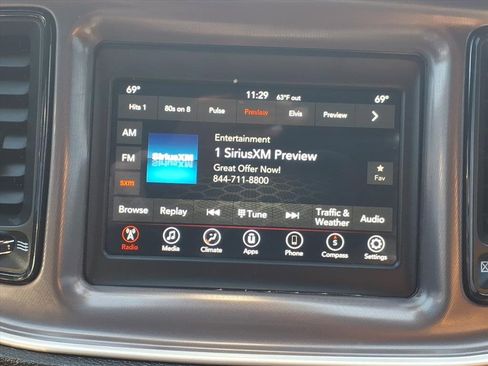 69° 11:29 63°F out 69°
Hits 1 80s on 8 Pulse Preview Elvis Preview
AM
FM
sxm
SiriusXM
Entertainment
1 SiriusXM Preview
Great Offer Now!
844-711-8800
Fav
Browse Replay Tune Traffic & Weather Audio
Radio Media Climate Apps Phone Compass Settings
S